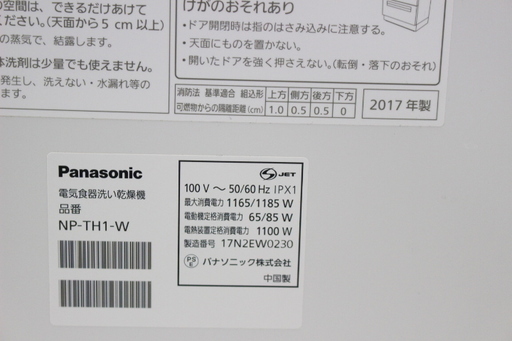 の空間は、できるだけあけて
ください。(天面から5 cm以上)
の蒸気で、結露します。
体洗剤は少量でも使えません。
発生し、洗えない・水漏れ等の
ます。
けがのおそれあり
・ドア開閉時は指のはさみ込みに注意する。
・天面にものを置かない。
・開いたドアを強く押さえない。(転倒・落下のおそれ)
消防法 基準適合 組込形 上方 側方 後方 下方
可燃物からの離隔距離(cm) 1.0 0.5 0.5 0
2017年製
Panasonic
電気食器洗い乾燥機
品番
NP-TH1-W
S JET
100 V ~ 50/60 Hz IPX1
最大消費電力 1165/1185 W
電動機定格消費電力 65/85 W
電熱装置定格消費電力 1100 W
製造番号 17N2EW0230
PS E パナソニック株式会社
中国製